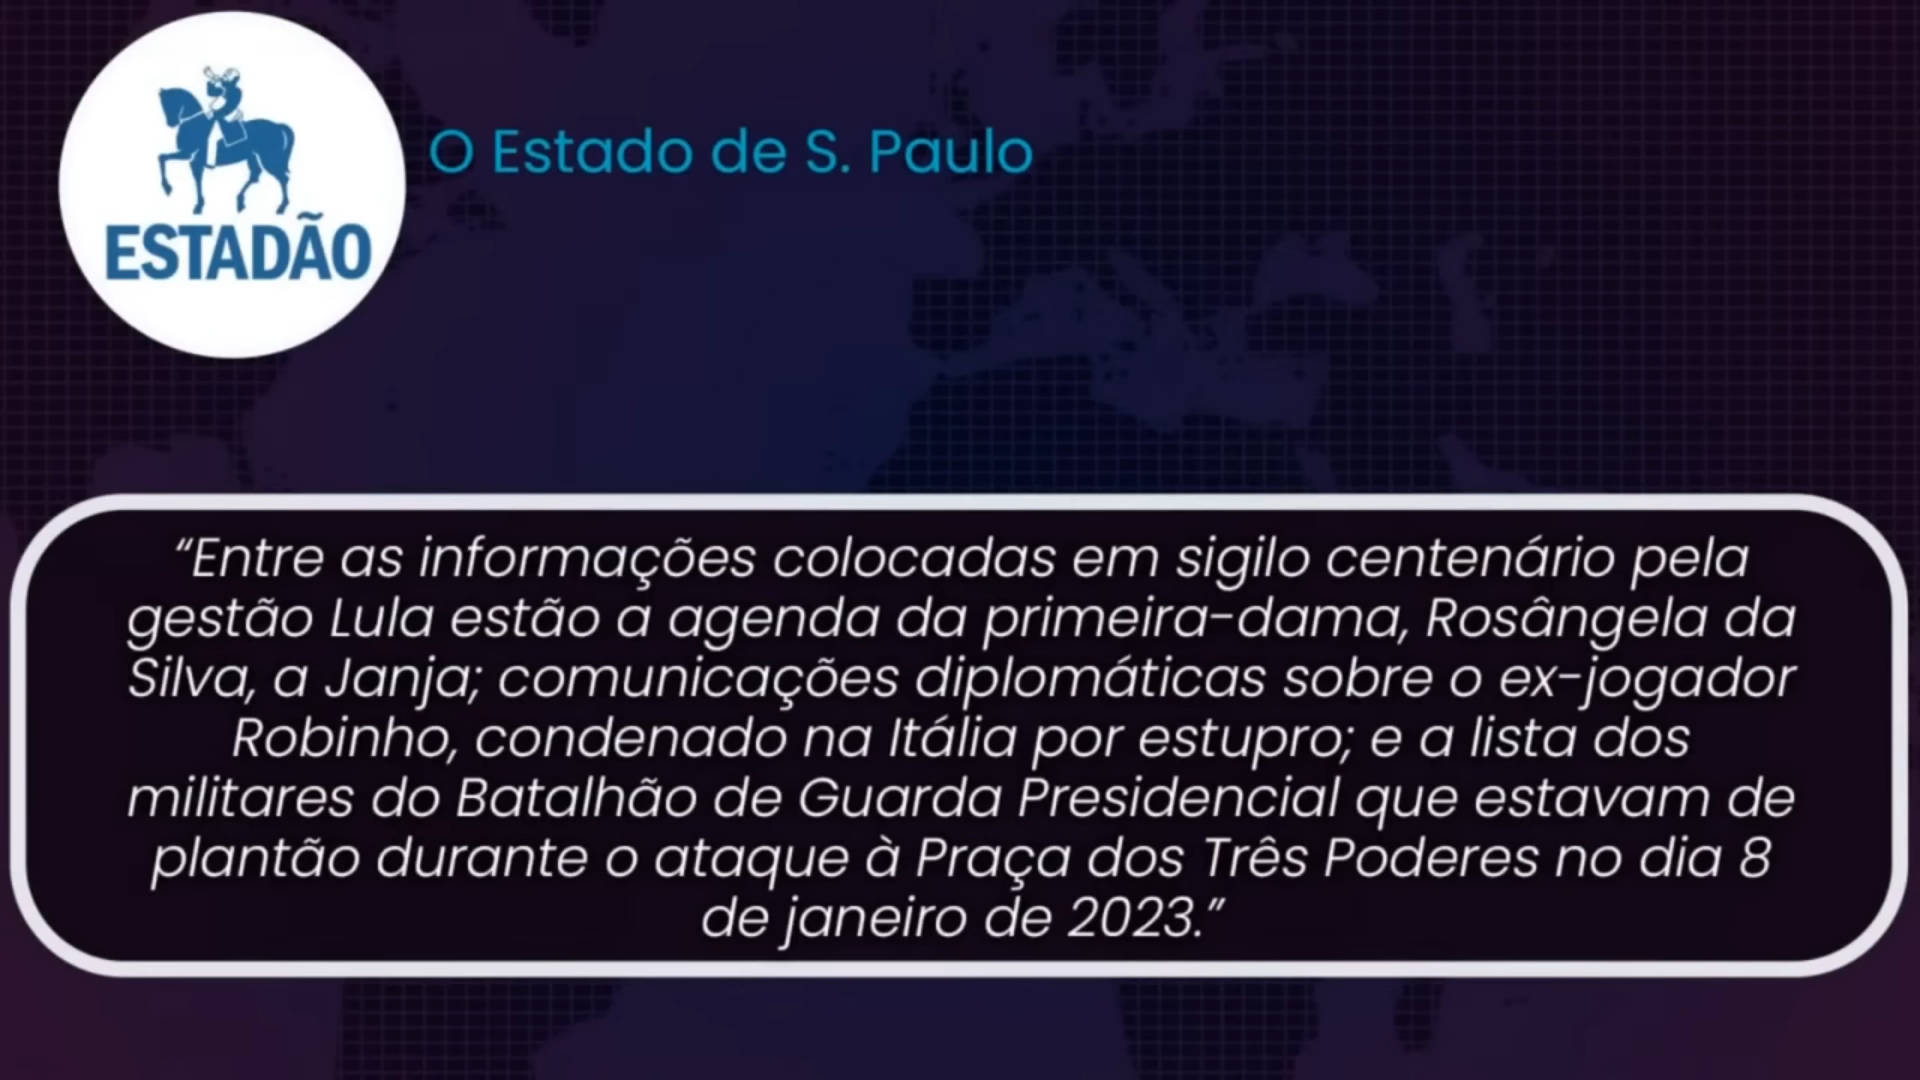 ESTADÃO
O Estado de S. Paulo
“Entre as informações colocadas em sigilo centenário pela
gestão Lula estão a agenda da primeira-dama, Rosângela da
Silva, a Janja; comunicações diplomáticas sobre o ex-jogador
Robinho, condenado na Itália por estupro; e a lista dos
militares do Batalhão de Guarda Presidencial que estavam de
plantão durante o ataque à Praça dos Três Poderes no dia 8
de janeiro de 2023.”